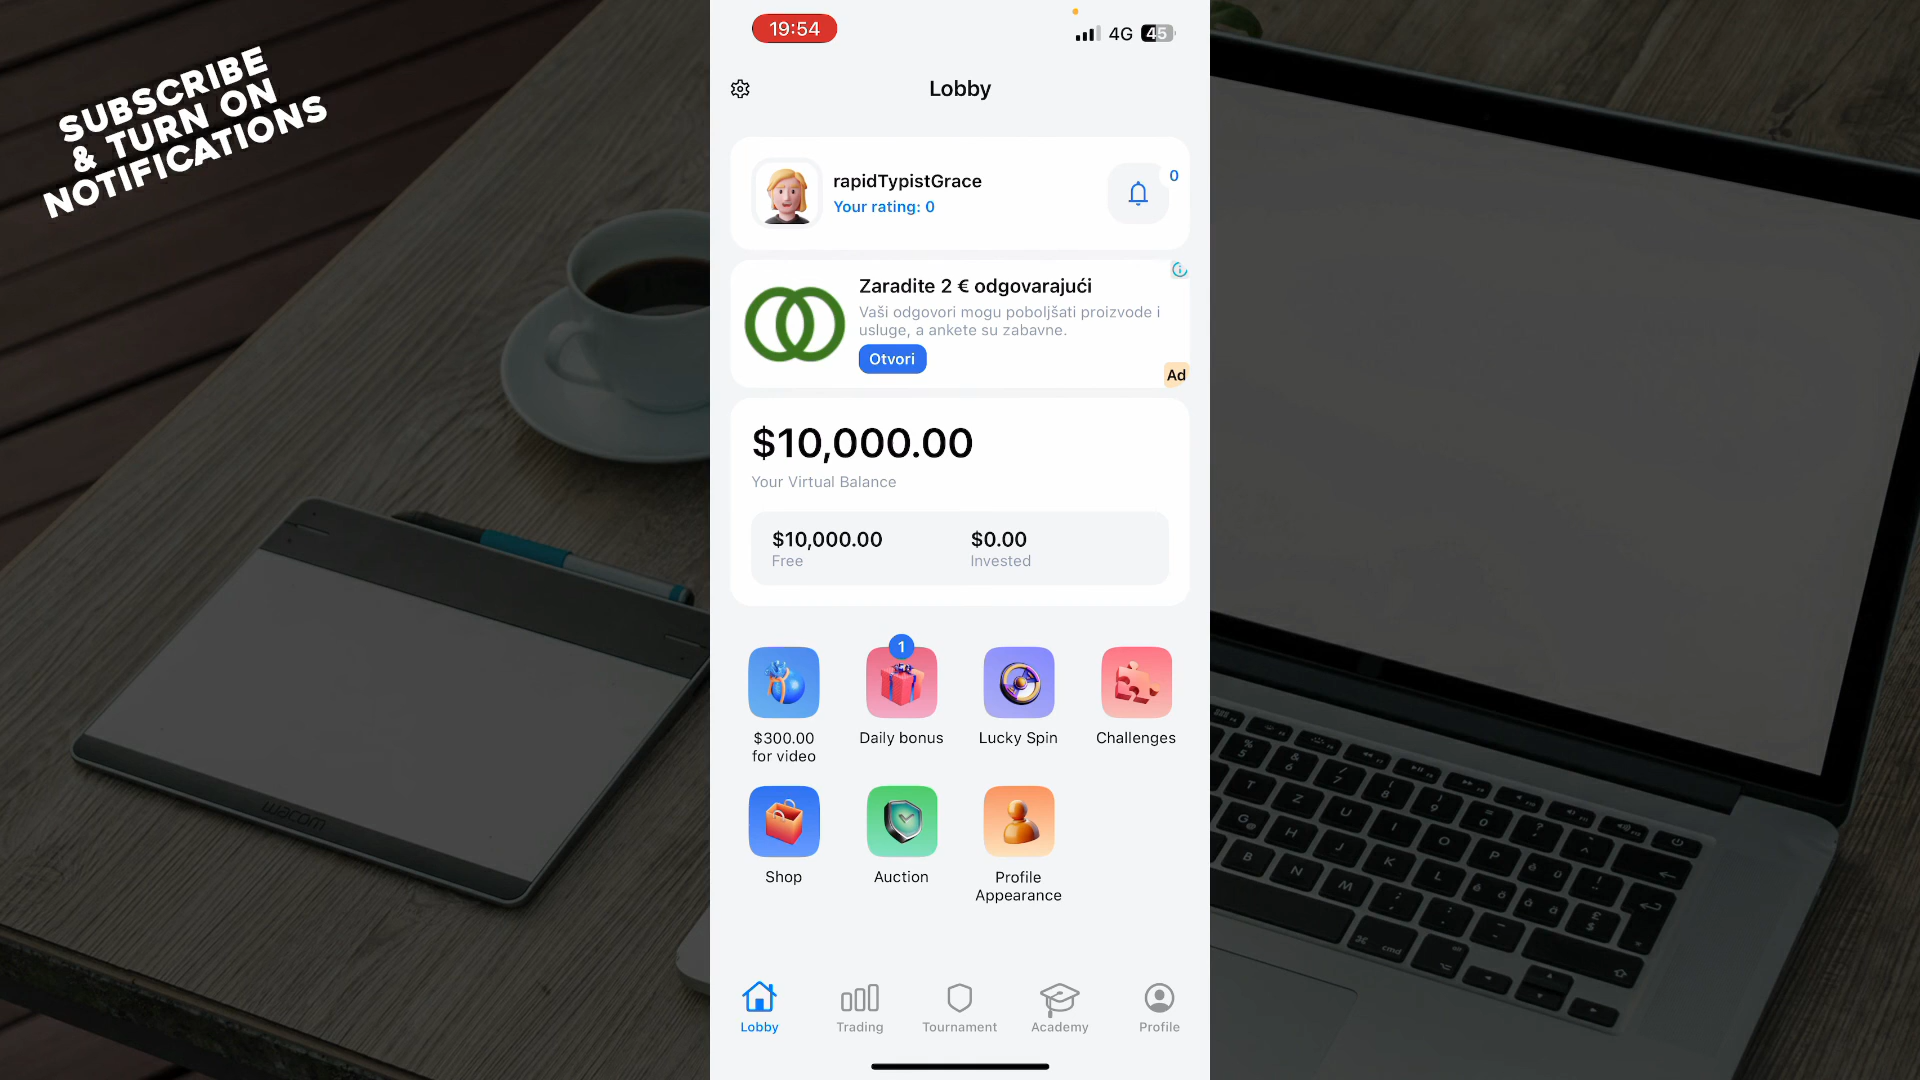 SUBSCRIBE
& TURN ON
NOTIFICATIONS
19:54
4G 45
Lobby
rapidTypistGrace
Your rating: 0
0
Zaradite 2 € odgovarajući
Vaši odgovori mogu poboljšati proizvode i
usluge, a ankete su zabavne.
Otvori
Ad
$10,000.00
Your Virtual Balance
$10,000.00 $0.00
Free Invested
1
$300.00
for video
Daily bonus
Lucky Spin
Challenges
Shop
Auction
Profile
Appearance
Lobby Trading Tournament Academy Profile
wacom